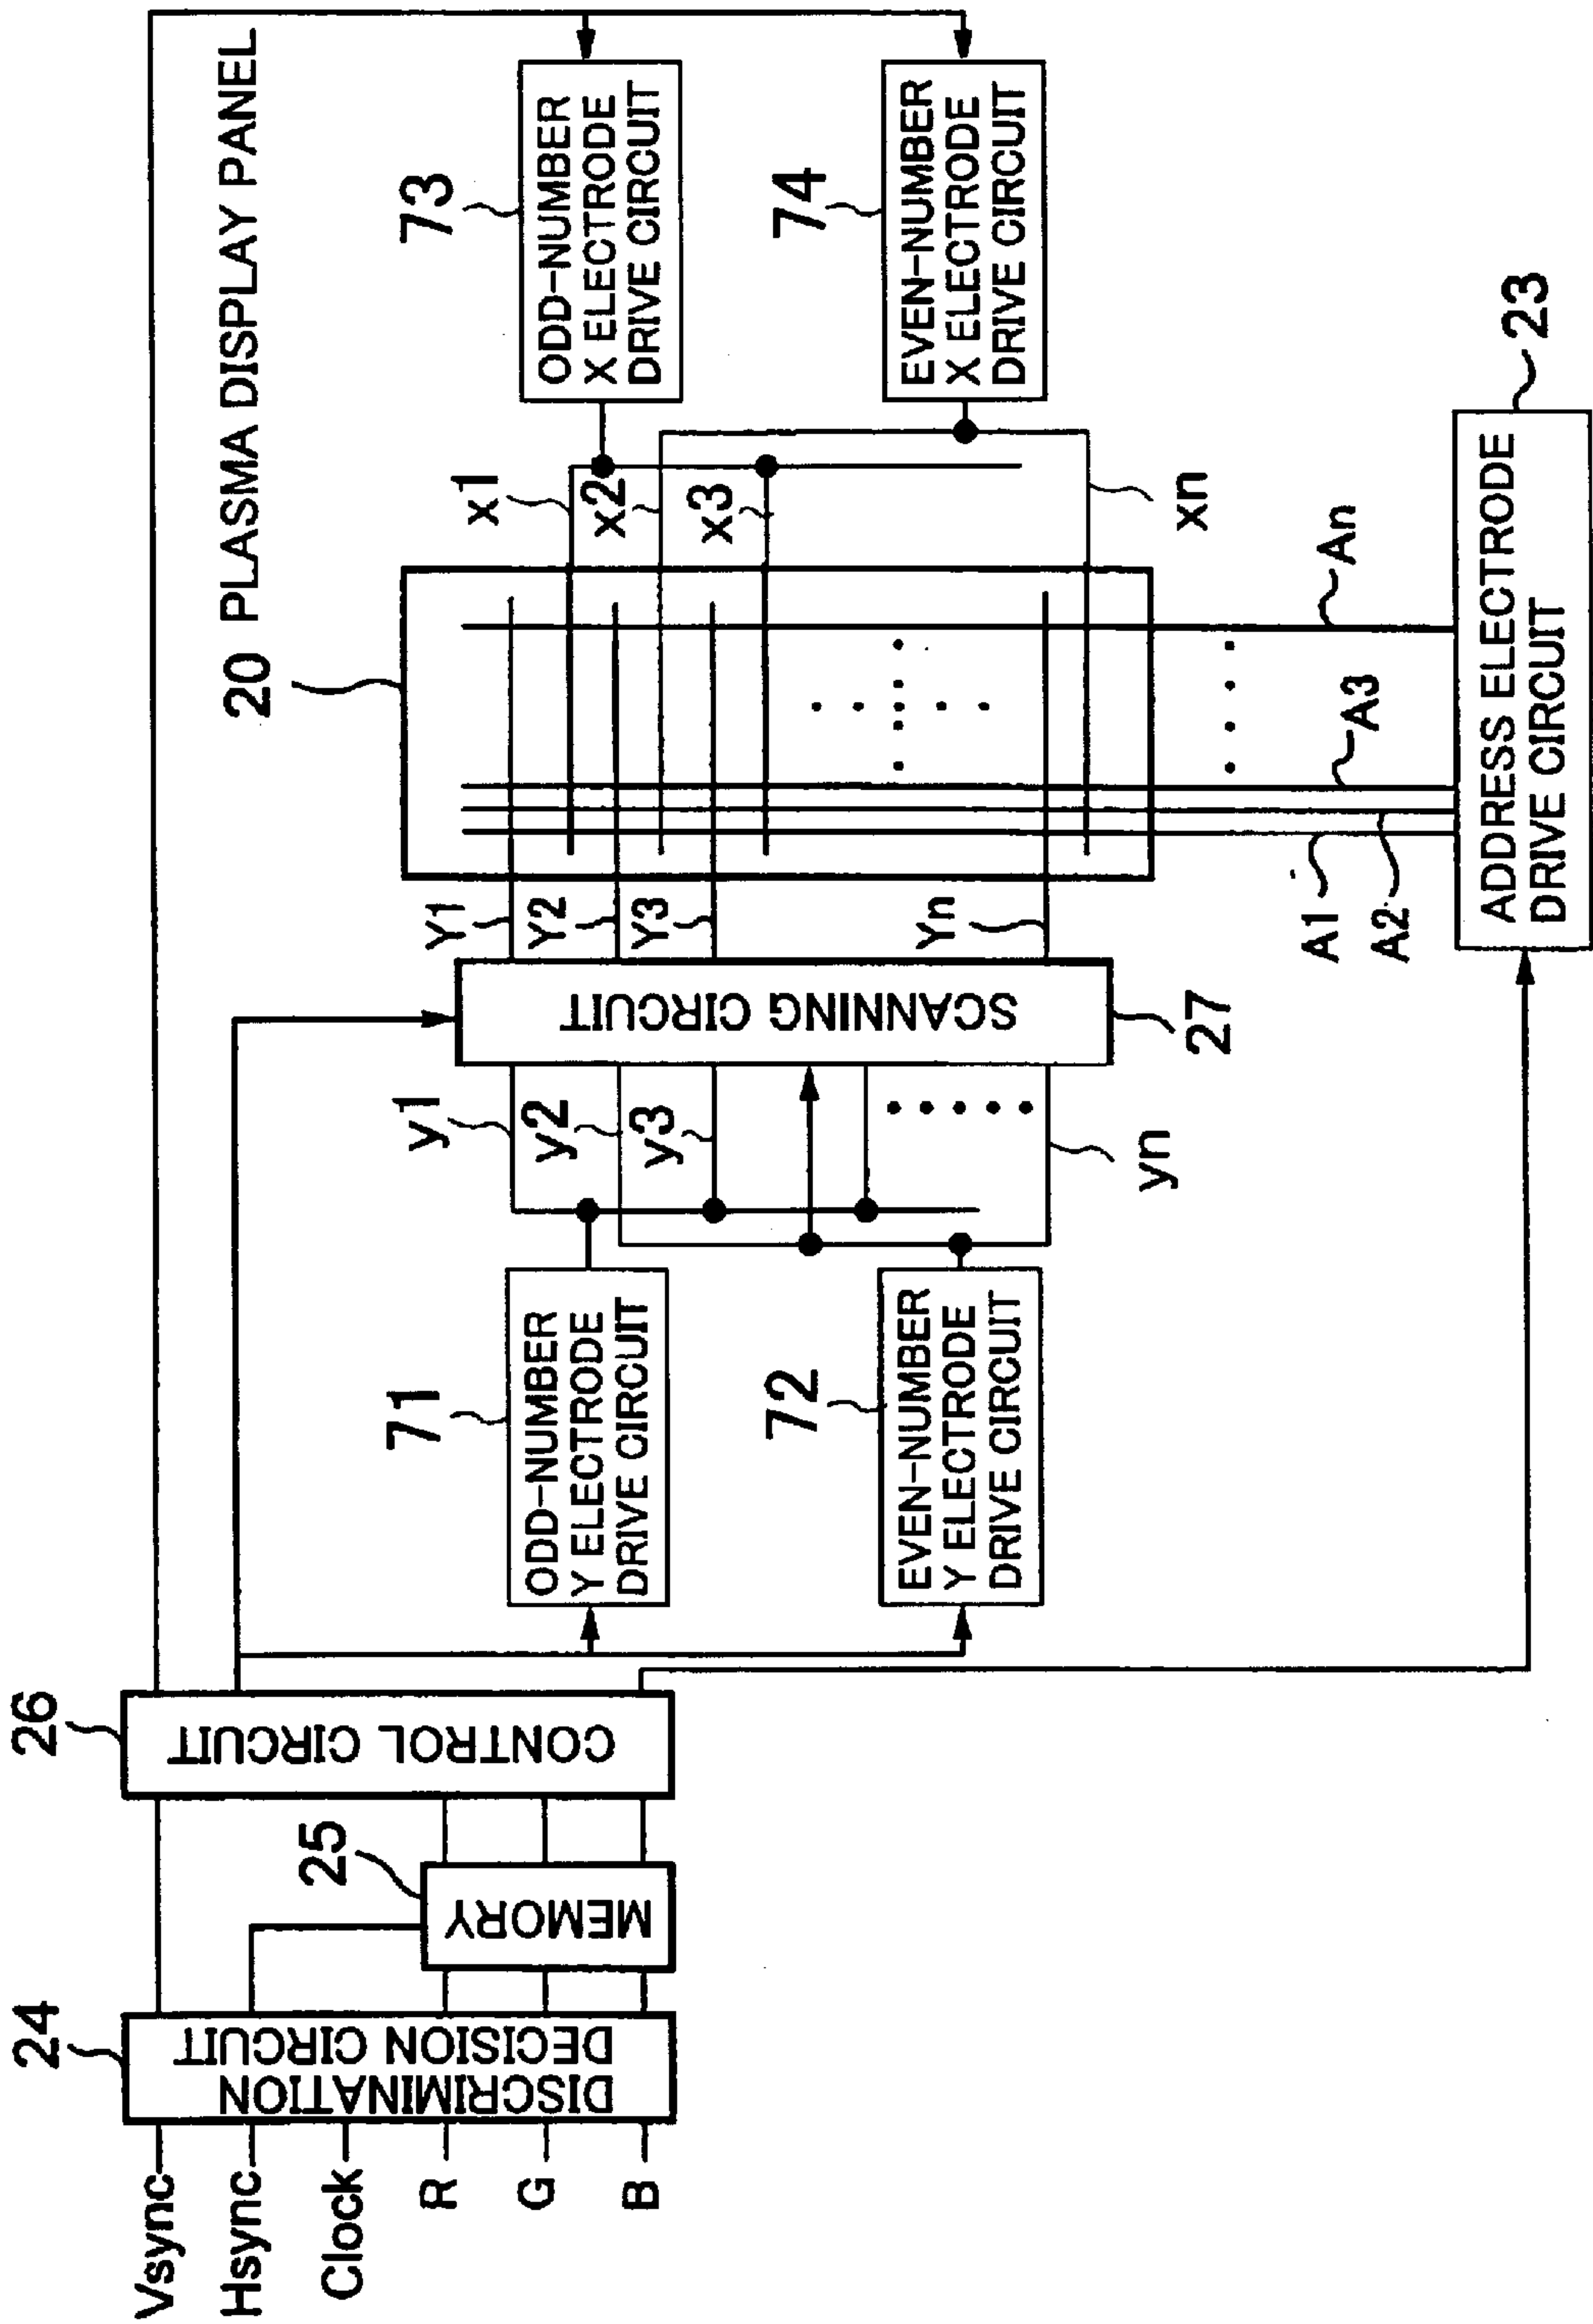 Vsync
Hsync
Clock
R
G
B
24
DISCRIMINATION
DECISION CIRCUIT
25
MEMORY
26
CONTROL CIRCUIT
71
ODD-NUMBER
Y ELECTRODE
DRIVE CIRCUIT
72
EVEN-NUMBER
Y ELECTRODE
DRIVE CIRCUIT
y1
y2
y3
yn
SCANNING CIRCUIT
27
Y1
Y2
Y3
Yn
20 PLASMA DISPLAY PANEL
x1
x2
x3
xn
73
ODD-NUMBER
X ELECTRODE
DRIVE CIRCUIT
74
EVEN-NUMBER
X ELECTRODE
DRIVE CIRCUIT
A1
A2
A3
An
ADDRESS ELECTRODE
DRIVE CIRCUIT
23